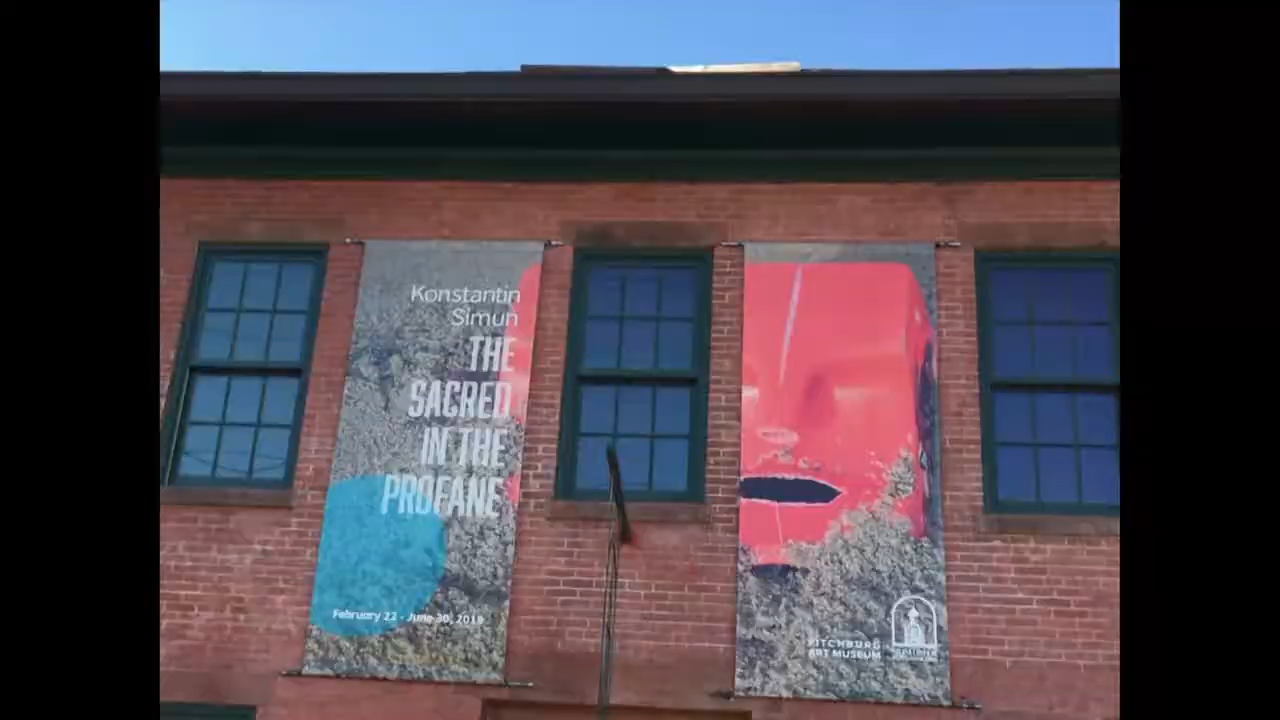 Konstantin
Simun
THE
SACRED
IN THE
PROFANE
February 22 - June 30, 2019
FITCHBURG
ART MUSEUM